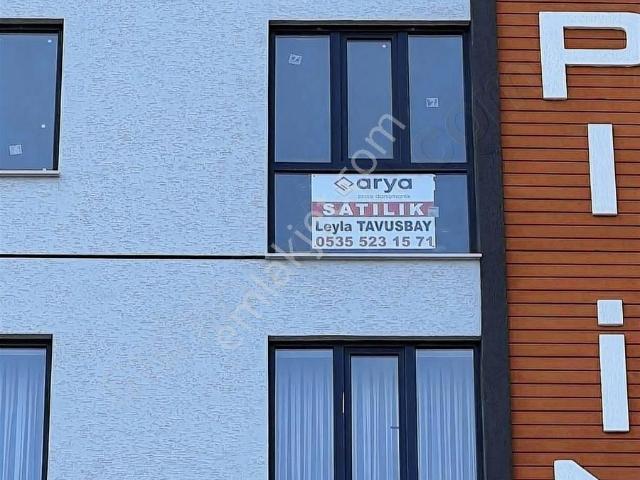 arya
SATILIK
Leyla TAVUSBAY
0535 523 15 71
P
I
i
emlakjet.com